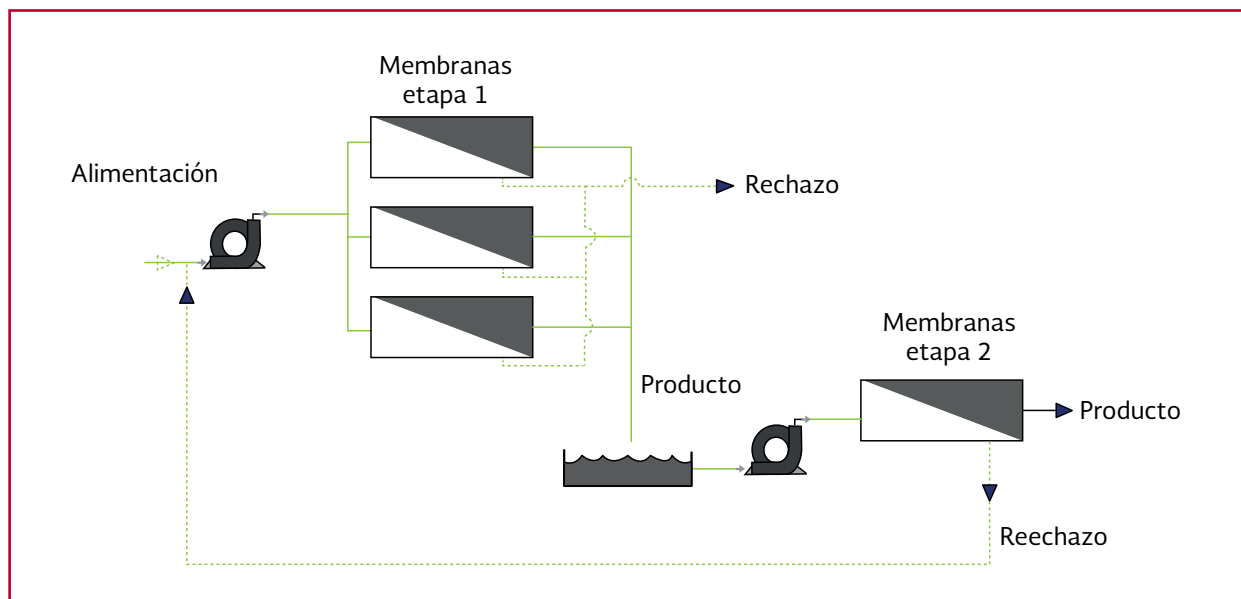 Membranas
etapa 1
Alimentación
Rechazo
Membranas
etapa 2
Producto
Producto
Reechazo